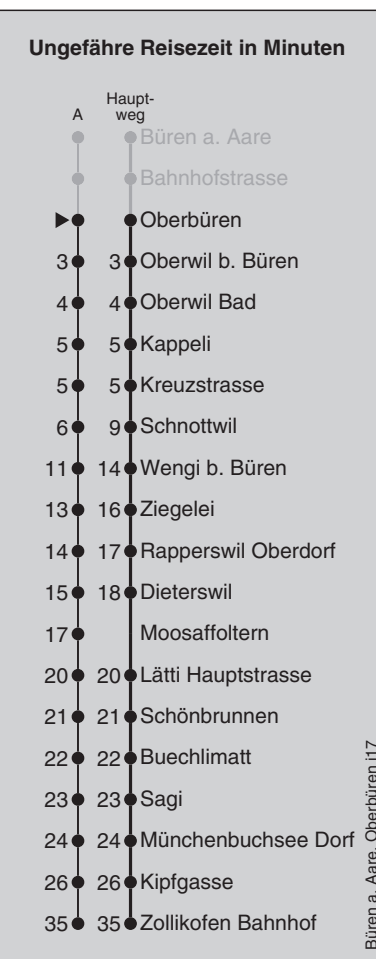 Ungefähre Reisezeit in Minuten
Haupt-
A weg
Büren a. Aare
Bahnhofstrasse
Oberbüren
3 3 Oberwil b. Büren
4 4 Oberwil Bad
5 5 Kappeli
5 5 Kreuzstrasse
6 9 Schnottwil
11 14 Wengi b. Büren
13 16 Ziegelei
14 17 Rapperswil Oberdorf
15 18 Dieterswil
17 Moosaffoltern
20 20 Lätti Hauptstrasse
21 21 Schönbrunnen
22 22 Buechlimatt
23 23 Sagi
24 24 Münchenbuchsee Dorf
26 26 Kipfgasse
35 35 Zollikofen Bahnhof
Büren a. Aare, Oberbüren j17